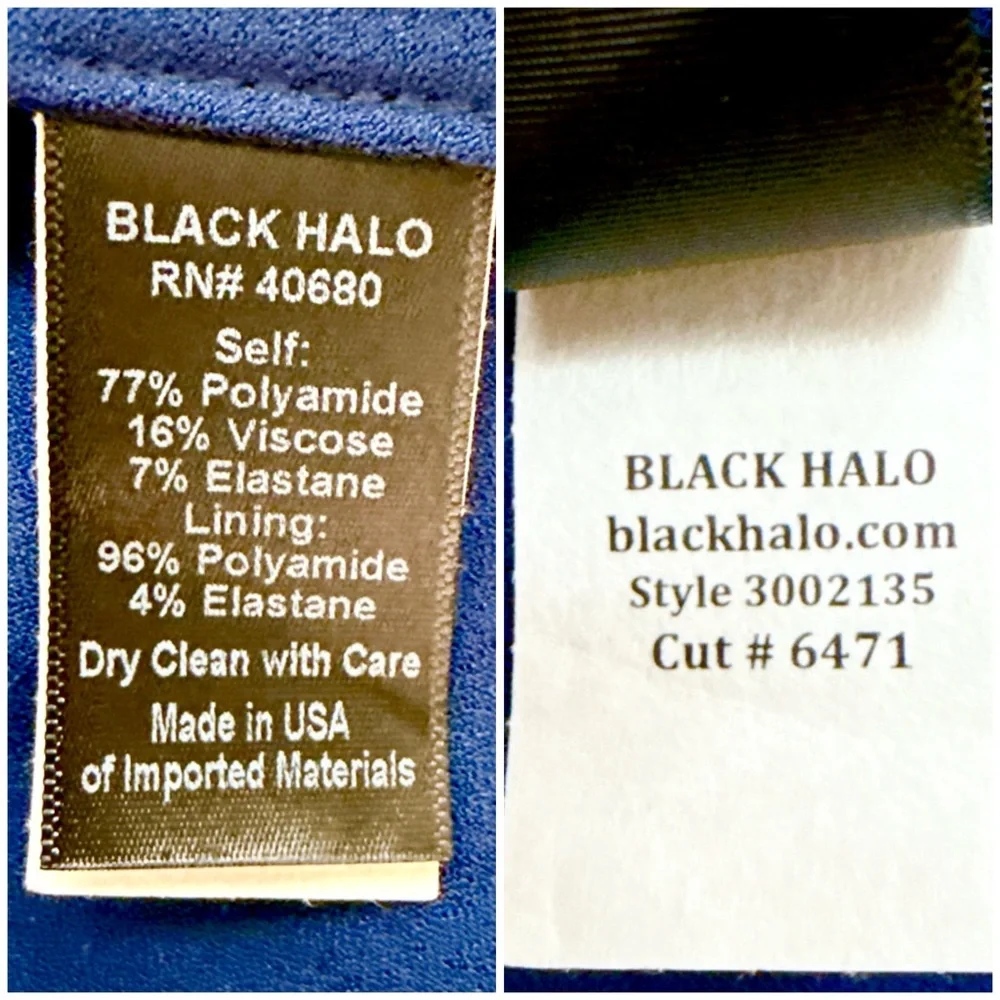 BLACK HALO
RN# 40680
Self:
77% Polyamide
16% Viscose
7% Elastane
Lining:
96% Polyamide
4% Elastane
Dry Clean with Care
Made in USA
of Imported Materials
BLACK HALO
blackhalo.com
Style 3002135
Cut # 6471